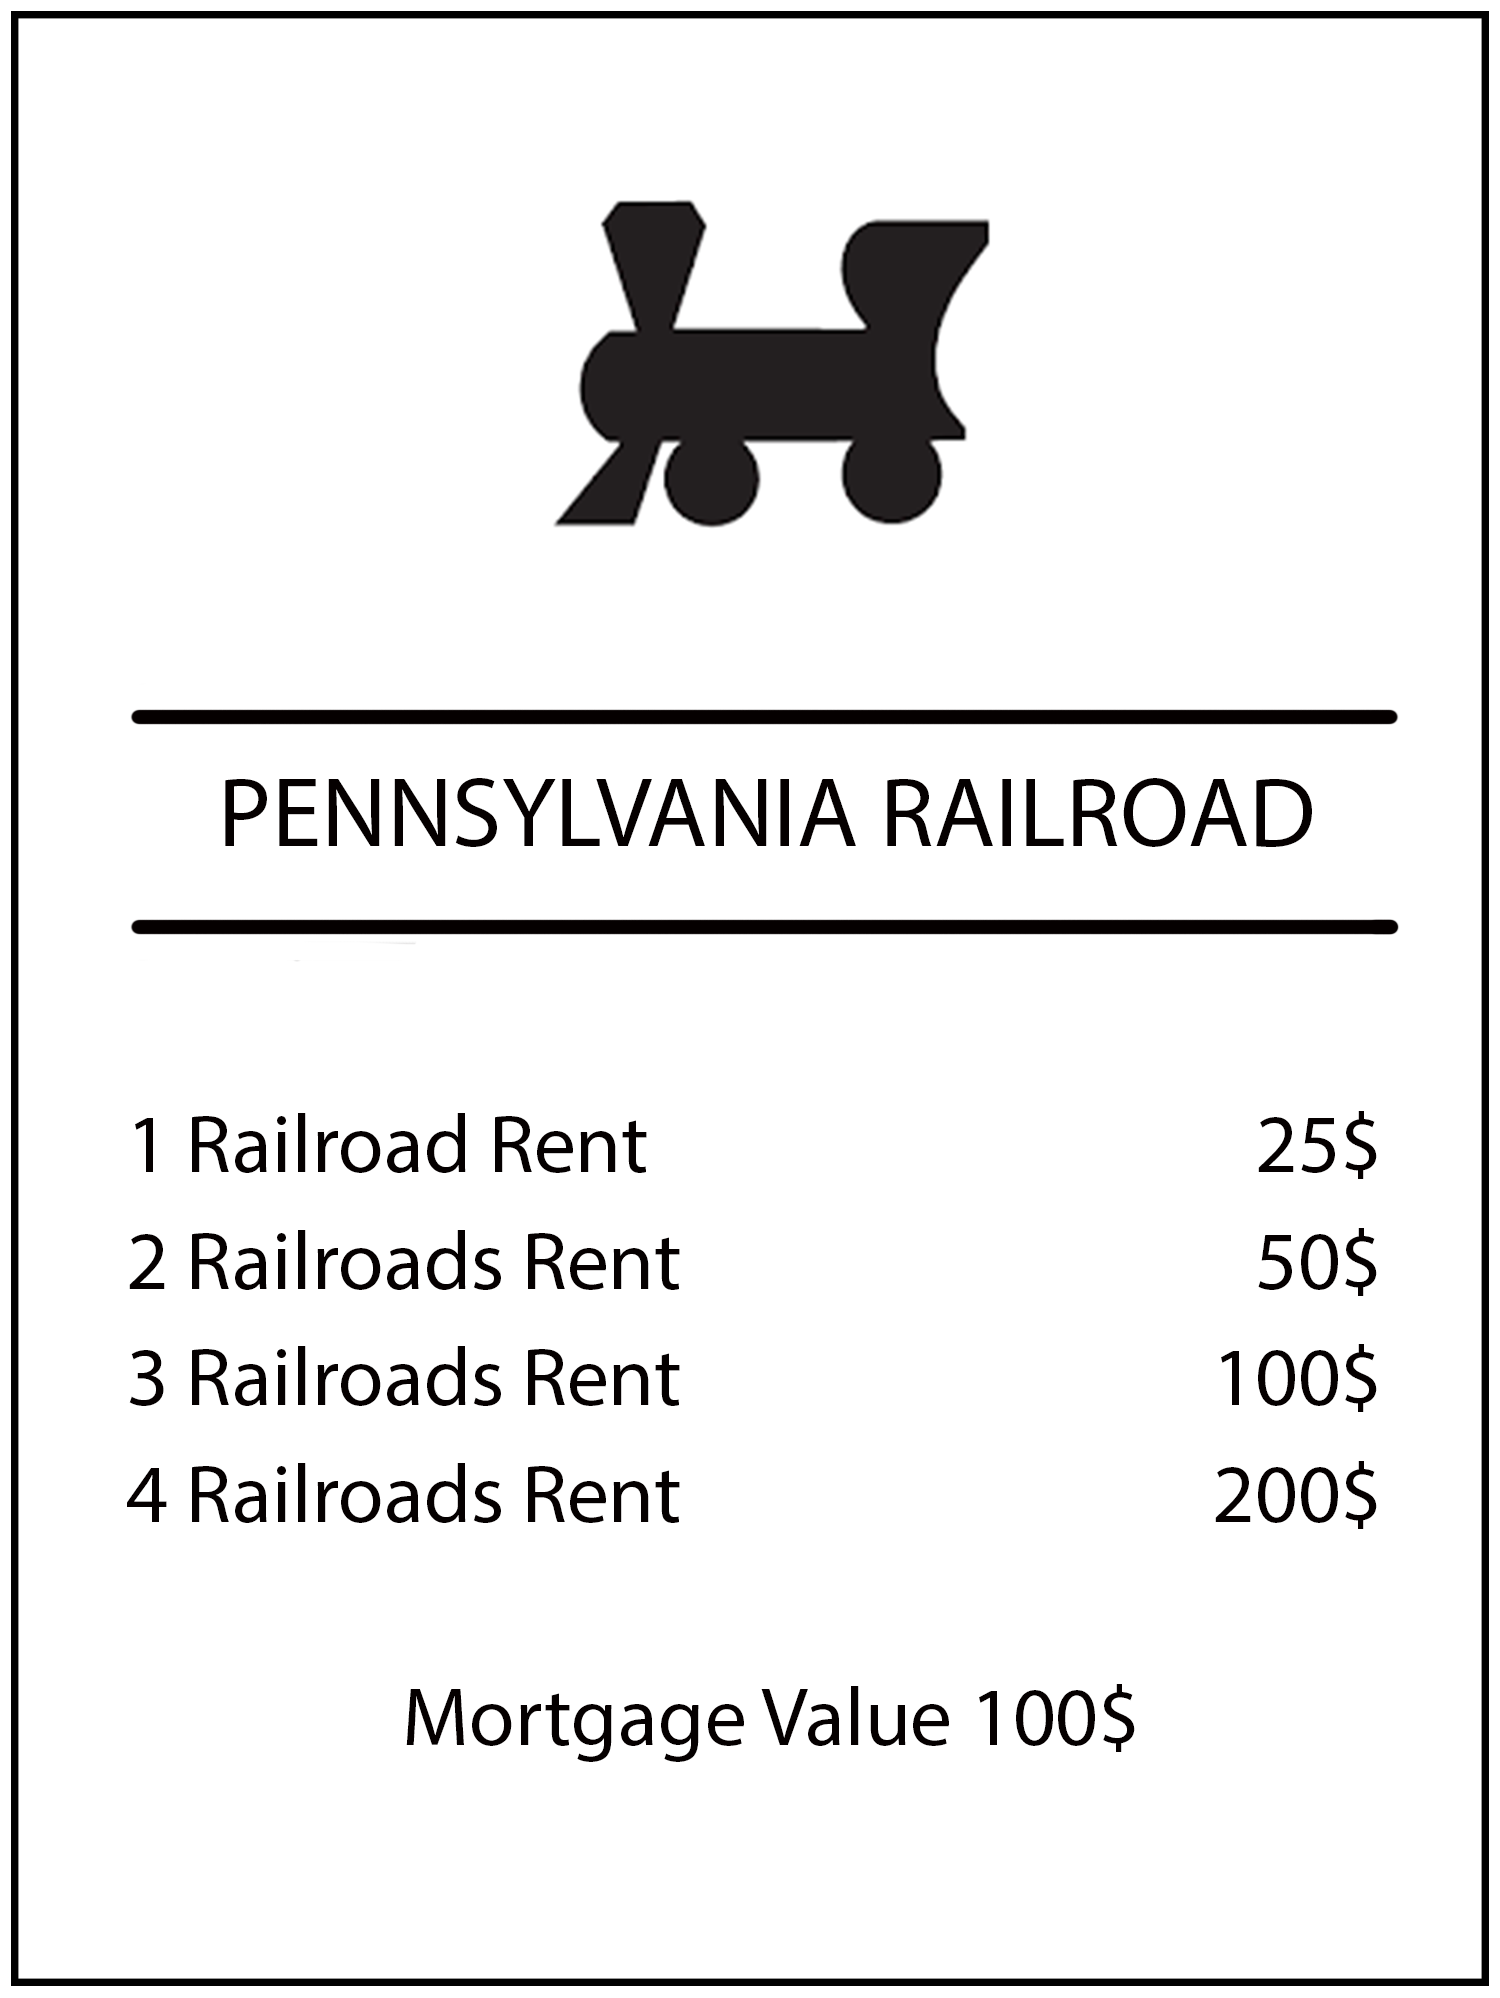 PENNSYLVANIA RAILROAD
1 Railroad Rent 25$
2 Railroads Rent 50$
3 Railroads Rent 100$
4 Railroads Rent 200$
Mortgage Value 100$